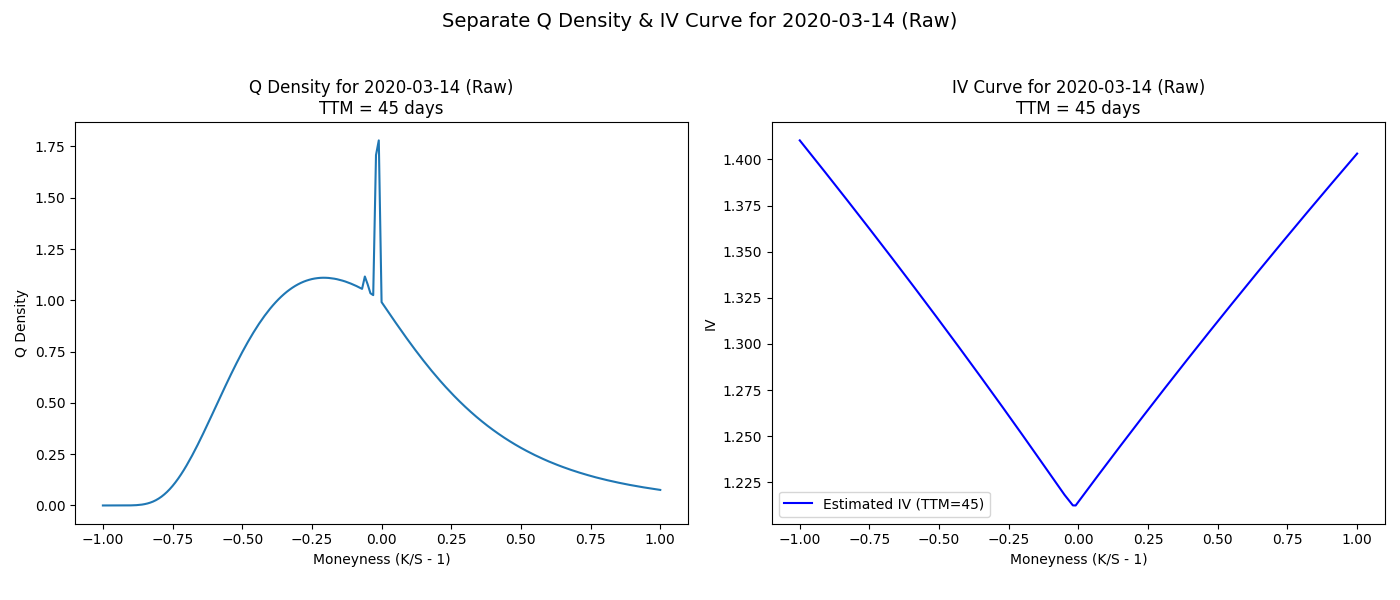 Separate Q Density & IV Curve for 2020-03-14 (Raw)
Q Density for 2020-03-14 (Raw)
TTM = 45 days
Q Density
1.75
1.50
1.25
1.00
0.75
0.50
0.25
0.00
−1.00 −0.75 −0.50 −0.25 0.00 0.25 0.50 0.75 1.00
Moneyness (K/S - 1)
IV Curve for 2020-03-14 (Raw)
TTM = 45 days
IV
1.400
1.375
1.350
1.325
1.300
1.275
1.250
1.225
Estimated IV (TTM=45)
−1.00 −0.75 −0.50 −0.25 0.00 0.25 0.50 0.75 1.00
Moneyness (K/S - 1)